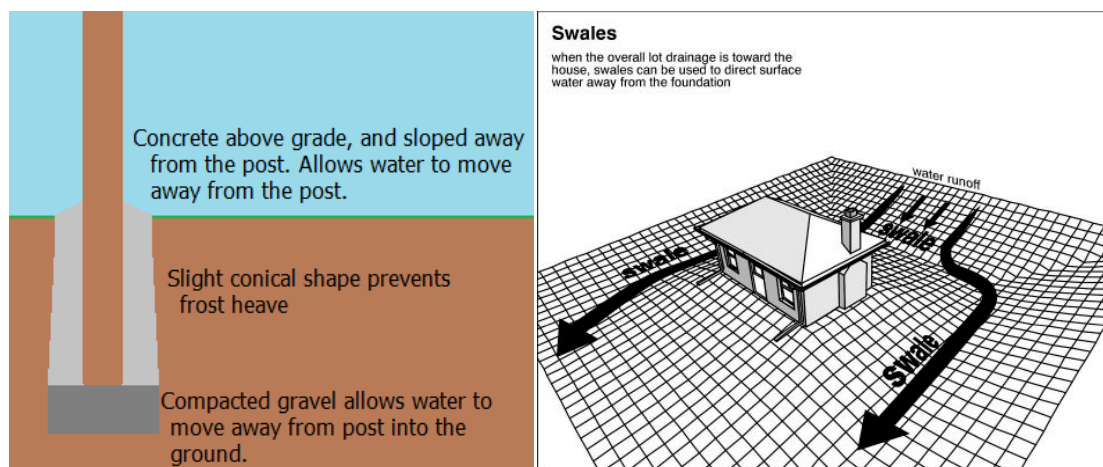 Concrete above grade, and sloped away
from the post. Allows water to move
away from the post.
Slight conical shape prevents
frost heave
Compacted gravel allows water to
move away from post into the
ground.
Swales
when the overall lot drainage is toward the
house, swales can be used to direct surface
water away from the foundation
water runoff
swale
swale
Swale